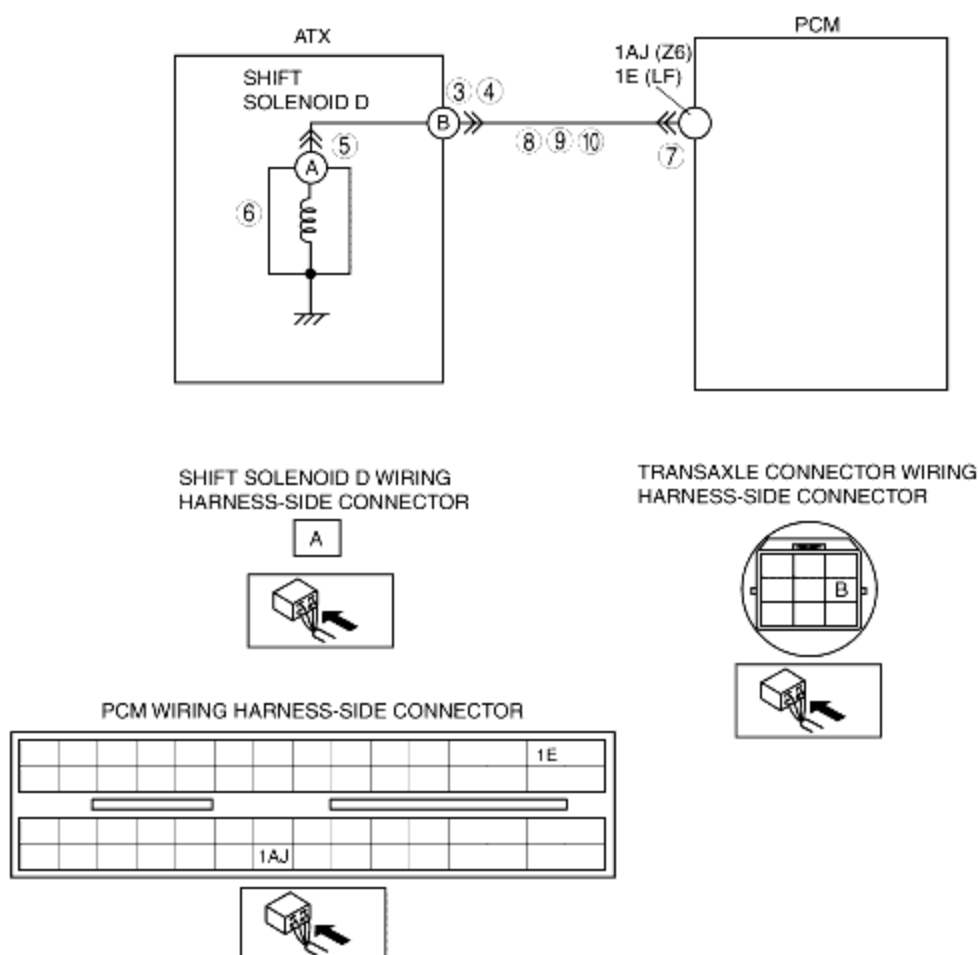 ATX
PCM
SHIFT
SOLENOID D
1AJ (Z6)
1E (LF)
3 4
B
5
8 9 10
7
A
6
SHIFT SOLENOID D WIRING
HARNESS-SIDE CONNECTOR
A
TRANSAXLE CONNECTOR WIRING
HARNESS-SIDE CONNECTOR
B
PCM WIRING HARNESS-SIDE CONNECTOR
1E
1AJ